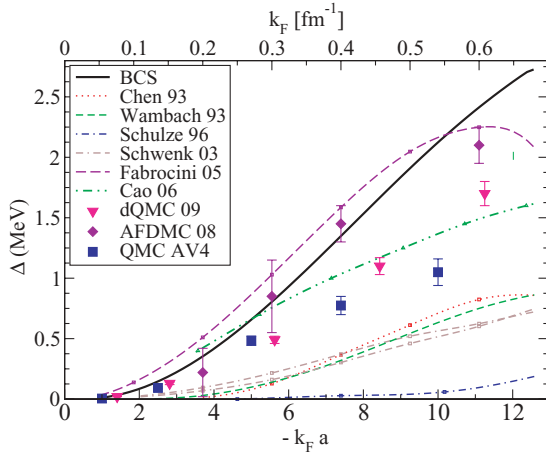 k_F [fm^-1]
0 0.1 0.2 0.3 0.4 0.5 0.6
BCS
Chen 93
Wambach 93
Schulze 96
Schwenk 03
Fabrocini 05
Cao 06
dQMC 09
AFDMC 08
QMC AV4
Δ (MeV)
2.5
2
1.5
1
0.5
0
0 2 4 6 8 10 12
- k_F a